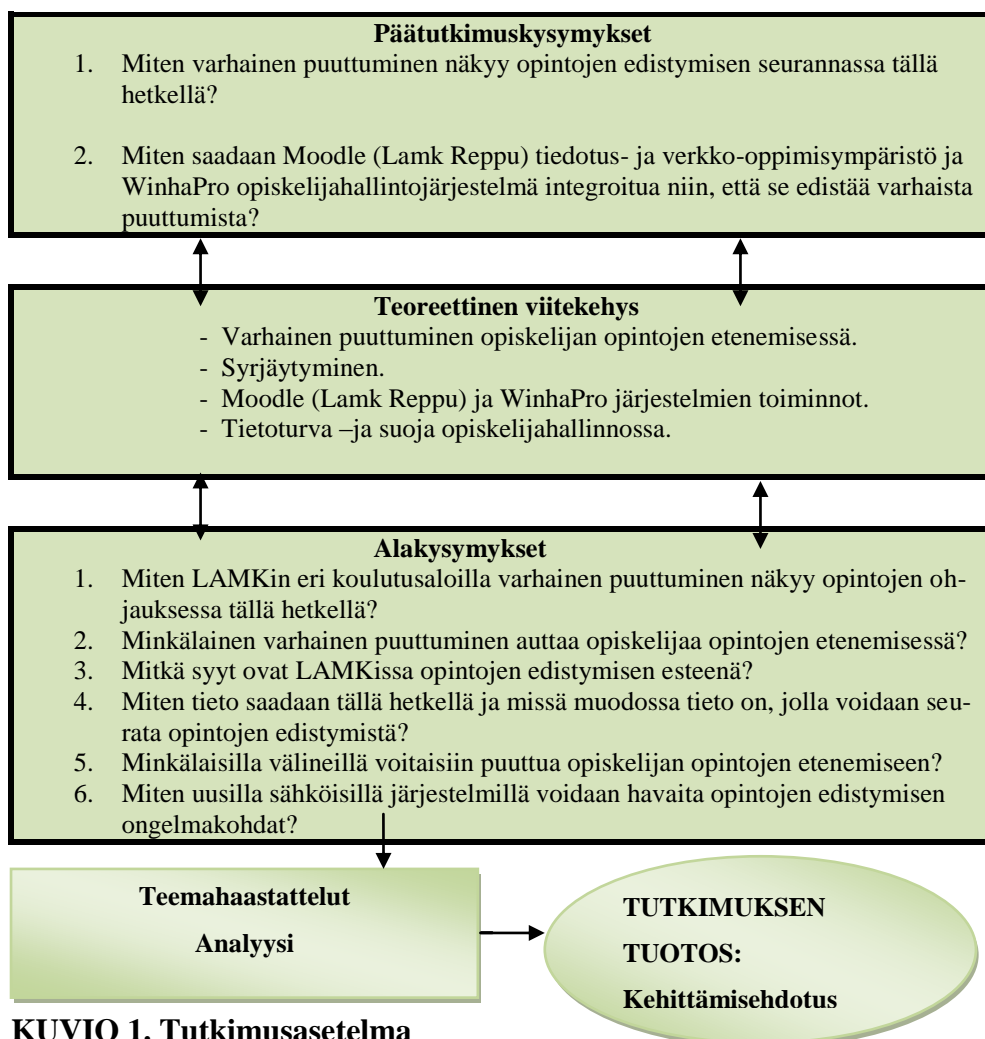 Päätutkimuskysymykset
1. Miten varhainen puuttuminen näkyy opintojen edistymisen seurannassa tällä
hetkellä?
2. Miten saadaan Moodle (Lamk Reppu) tiedotus- ja verkko-oppimisympäristö ja
WinhaPro opiskelijahallintojärjestelmä integroitua niin, että se edistää varhaista
puuttumista?
Teoreettinen viitekehys
- Varhainen puuttuminen opiskelijan opintojen etenemisessä.
- Syrjäytyminen.
- Moodle (Lamk Reppu) ja WinhaPro järjestelmien toiminnot.
- Tietoturva –ja suoja opiskelijahallinnossa.
Alakysymykset
1. Miten LAMKin eri koulutusaloilla varhainen puuttuminen näkyy opintojen oh-
jauksessa tällä hetkellä?
2. Minkälainen varhainen puuttuminen auttaa opiskelijaa opintojen etenemisessä?
3. Mitkä syyt ovat LAMKissa opintojen edistymisen esteenä?
4. Miten tieto saadaan tällä hetkellä ja missä muodossa tieto on, jolla voidaan seu-
rata opintojen edistymistä?
5. Minkälaisilla välineillä voitaisiin puuttua opiskelijan opintojen etenemiseen?
6. Miten uusilla sähköisillä järjestelmillä voidaan havaita opintojen edistymisen
ongelmakohdat?
Teemahaastattelut
Analyysi
TUTKIMUKSEN
TUOTOS:
Kehittämisehdotus
KUVIO 1. Tutkimusasetelma